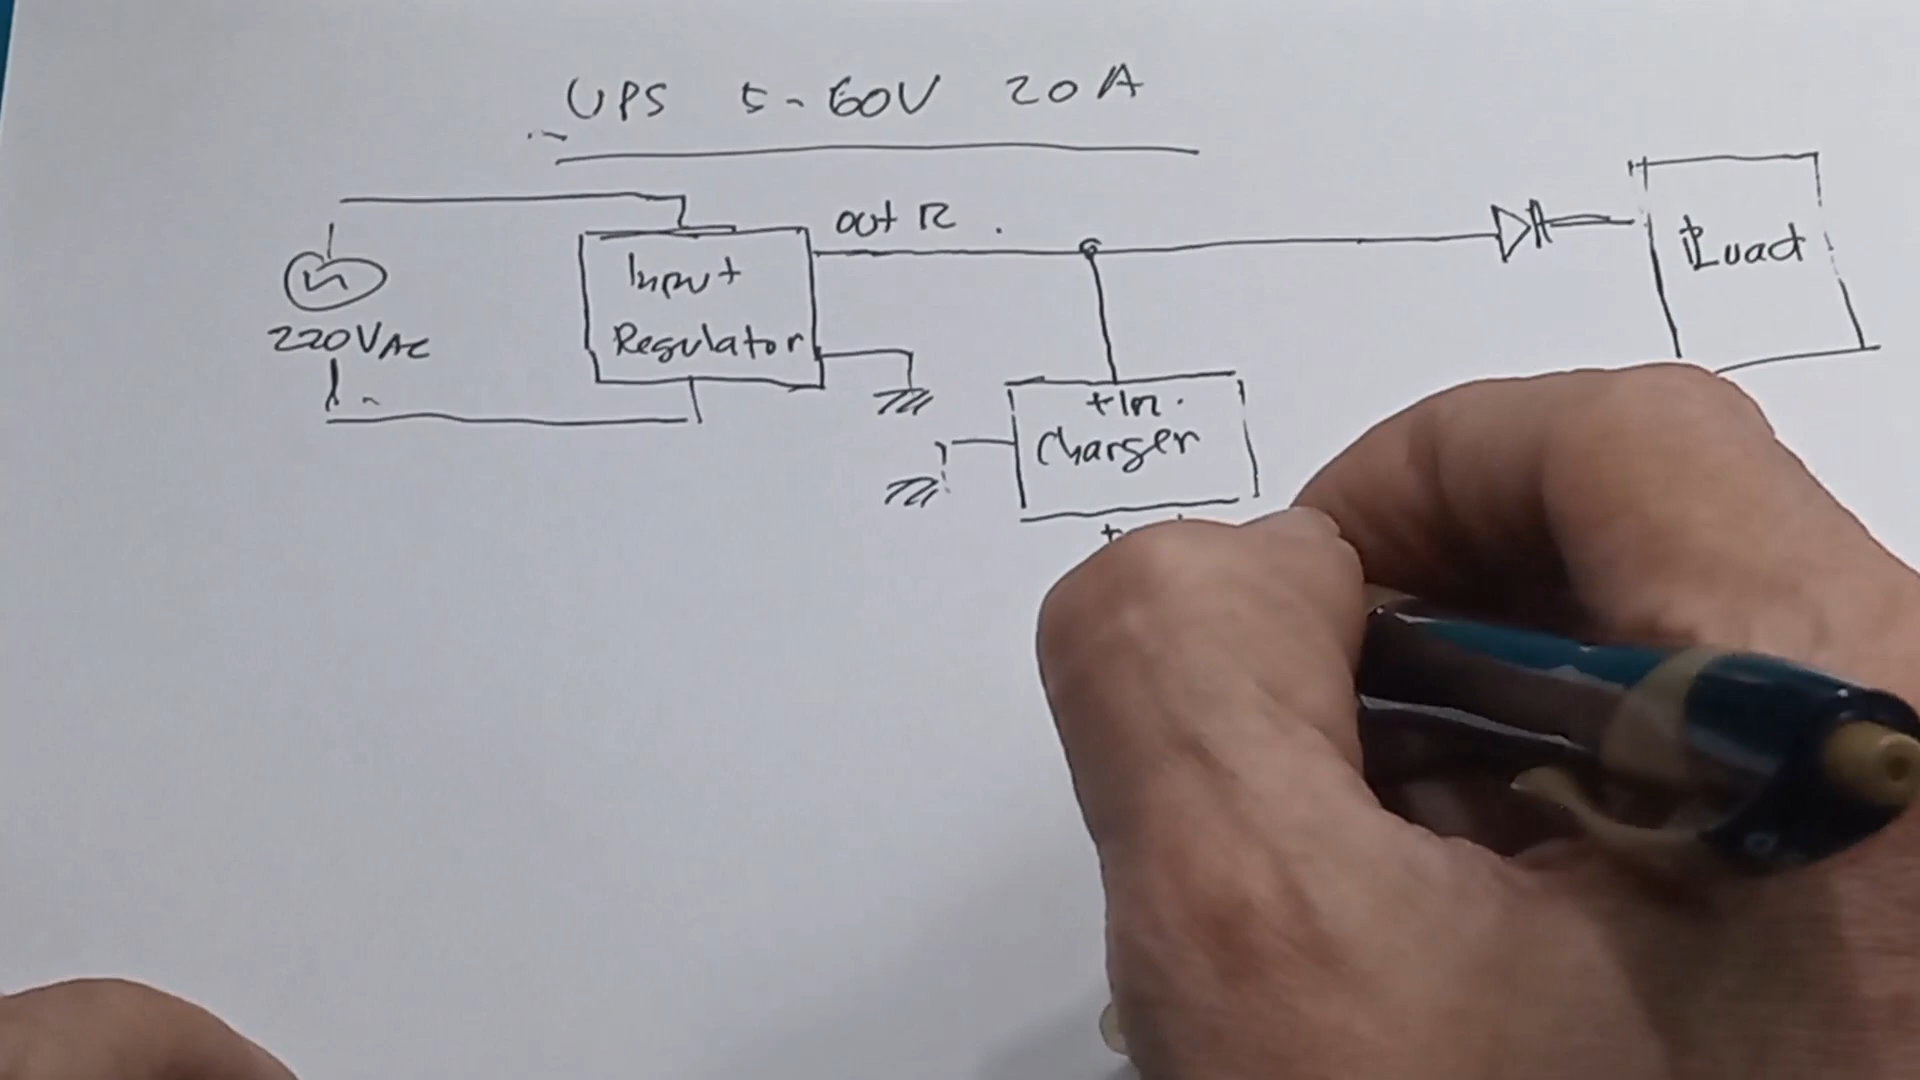 UPS 5-60V 20A
out R.
Input
Regulator
220VAC
Load
+In.
Charger